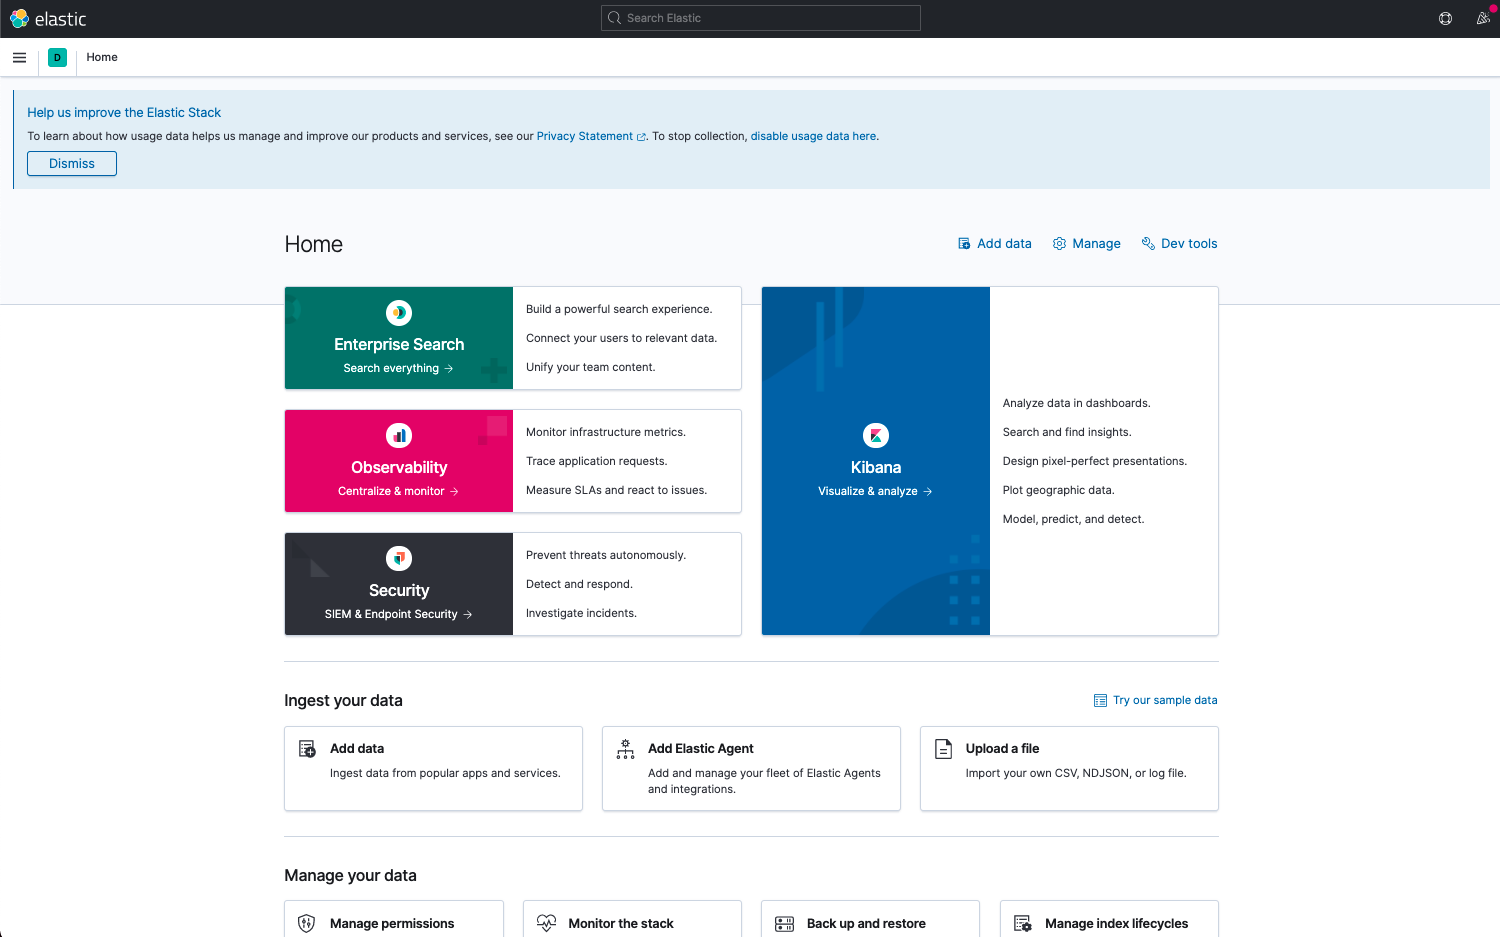 elastic
Search Elastic
D
Home
Help us improve the Elastic Stack
To learn about how usage data helps us manage and improve our products and services, see our Privacy Statement. To stop collection, disable usage data here.
Dismiss
Home
Add data
Manage
Dev tools
Enterprise Search
Search everything →
Build a powerful search experience.
Connect your users to relevant data.
Unify your team content.
Observability
Centralize & monitor →
Monitor infrastructure metrics.
Trace application requests.
Measure SLAs and react to issues.
Security
SIEM & Endpoint Security →
Prevent threats autonomously.
Detect and respond.
Investigate incidents.
Kibana
Visualize & analyze →
Analyze data in dashboards.
Search and find insights.
Design pixel-perfect presentations.
Plot geographic data.
Model, predict, and detect.
Ingest your data
Try our sample data
Add data
Ingest data from popular apps and services.
Add Elastic Agent
Add and manage your fleet of Elastic Agents
and integrations.
Upload a file
Import your own CSV, NDJSON, or log file.
Manage your data
Manage permissions
Monitor the stack
Back up and restore
Manage index lifecycles